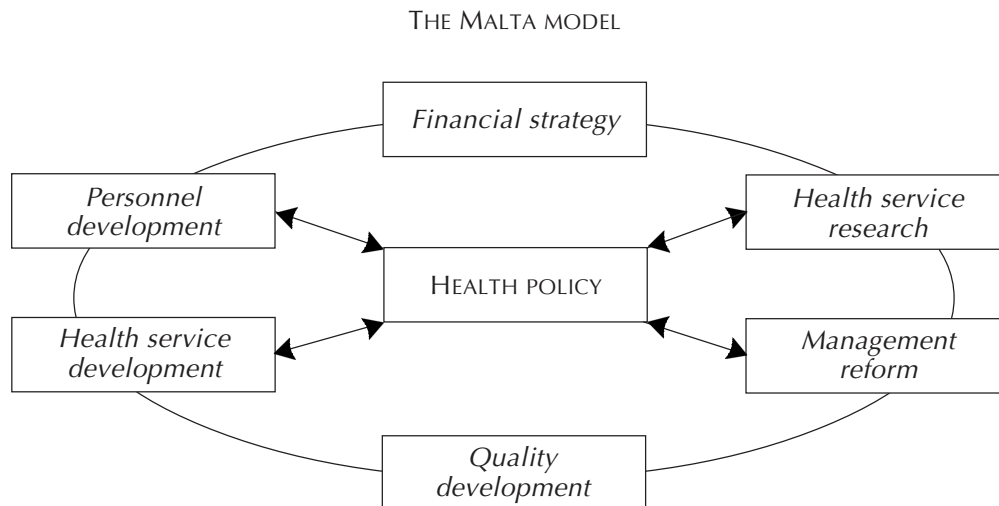 THE MALTA MODEL
Financial strategy
Personnel
development
Health service
research
HEALTH POLICY
Health service
development
Management
reform
Quality
development